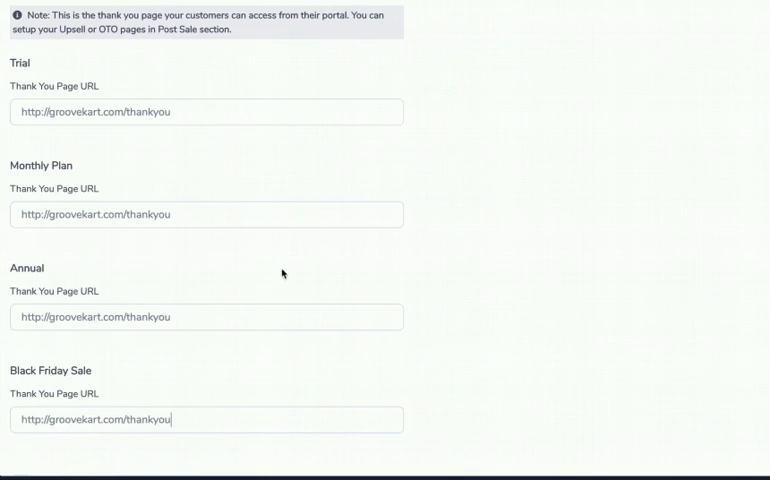 Note: This is the thank you page your customers can access from their portal. You can
setup your Upsell or OTO pages in Post Sale section.
Trial
Thank You Page URL
http://groovekart.com/thankyou
Monthly Plan
Thank You Page URL
http://groovekart.com/thankyou
Annual
Thank You Page URL
http://groovekart.com/thankyou
Black Friday Sale
Thank You Page URL
http://groovekart.com/thankyou